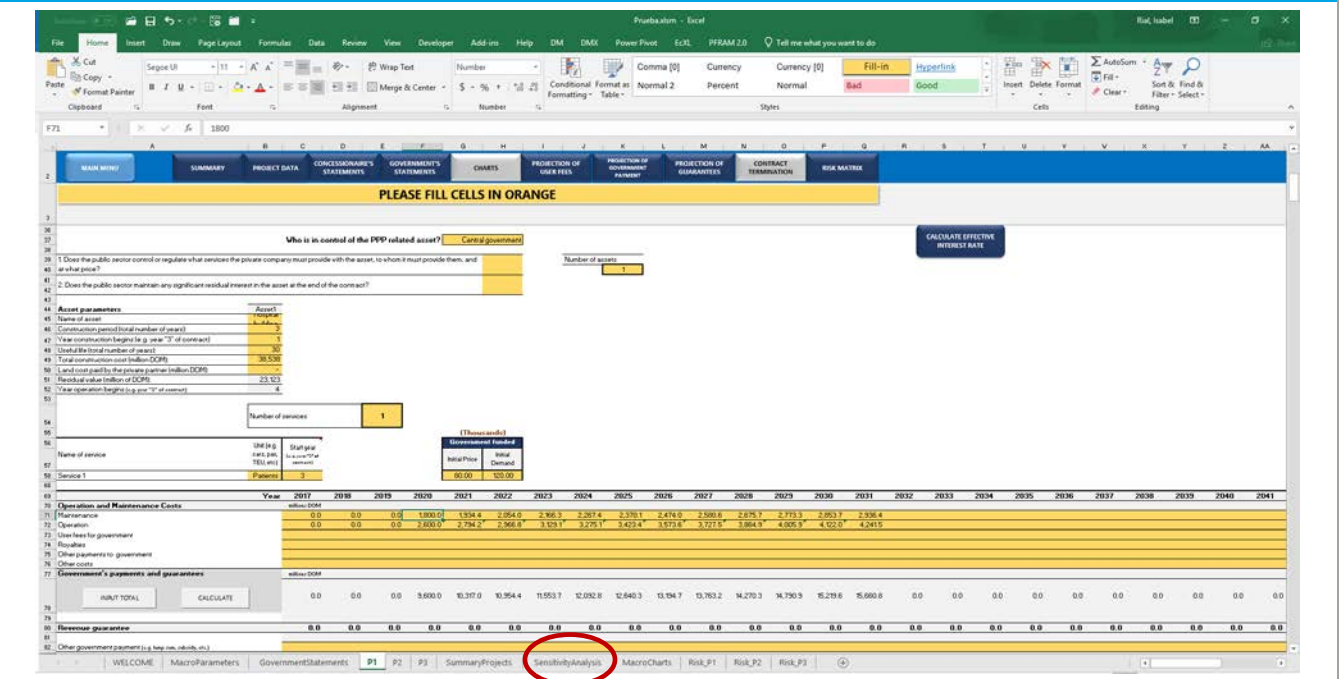 Prueba.xlsm - Excel
Rial, Isabel
File Home Insert Draw Page Layout Formulas Data Review View Developer Add-ins Help DM DMX Power Pivot EcXL PFRAM 2.0 Tell me what you want to do
Cut
Copy
Format Painter
Paste
Segoe UI 11
Wrap Text
Merge & Center
Number
Conditional Formatting
Format as Table
Comma [0] Currency Currency [0] Fill-in Hyperlink
Normal 2 Percent Normal Bad Good
Insert Delete Format
AutoSum
Fill
Clear
Sort & Filter
Find & Select
Clipboard Font Alignment Number Styles Cells Editing
F71 1800
A B C D E F G H I J K L M N O P Q R S T U V X Y Z AA
MAIN MENU SUMMARY PROJECT DATA CONCESSIONAIRE'S STATEMENTS GOVERNMENT'S STATEMENTS CHARTS PROJECTION OF USER FEES PROJECTION OF GOVERNMENT PAYMENT PROJECTION OF GUARANTEES CONTRACT TERMINATION RISK MATRIX
PLEASE FILL CELLS IN ORANGE
Who is in control of the PPP related asset? Central government
CALCULATE EFFECTIVE INTEREST RATE
1. Does the public sector control or regulate what services the private company must provide with the asset, to whom it must provide them, and
at what price?
Number of assets
1
2. Does the public sector maintain any significant residual interest in the asset at the end of the contract?
Asset parameters Asset1
Name of asset
Construction period (total number of years) 3
Year construction begins (e.g. year "3" of contract) 1
Useful life (total number of years) 30
Total construction cost (million DOM) 38,538
Land cost paid by the private partner (million DOM) -
Residual value (million of DOM) 23,123
Year operation begins (e.g. year "3" of contract) 4
Number of services 1
(Thousands)
Government funded
Name of service Unit (e.g. cars, pax, TEU, etc) Start year (e.g. year "3" of contract) Initial Price Initial Demand
Service 1 Patients 3 80.00 120.00
Year 2017 2018 2019 2020 2021 2022 2023 2024 2025 2026 2027 2028 2029 2030 2031 2032 2033 2034 2035 2036 2037 2038 2039 2040 2041
Operation and Maintenance Costs million DOM
Maintenance 0.0 0.0 0.0 1,800.0 1,934.4 2,054.0 2,166.3 2,267.4 2,370.1 2,474.0 2,580.6 2,675.7 2,773.3 2,853.7 2,936.4
Operation 0.0 0.0 0.0 2,600.0 2,794.2 2,966.8 3,129.1 3,275.1 3,423.4 3,573.6 3,727.5 3,864.9 4,005.9 4,122.0 4,241.5
User fees for government
Royalties
Other payments to government
Other costs
Government's payments and guarantees million DOM
INPUT TOTAL CALCULATE 0.0 0.0 0.0 9,600.0 10,317.0 10,954.4 11,553.7 12,092.8 12,640.3 13,194.7 13,763.2 14,270.3 14,790.9 15,219.8 15,660.8 0.0 0.0 0.0 0.0 0.0 0.0 0.0 0.0 0.0 0.0
Revenue guarantee 0.0 0.0 0.0 0.0 0.0 0.0 0.0 0.0 0.0 0.0 0.0 0.0 0.0 0.0 0.0 0.0 0.0 0.0 0.0 0.0 0.0 0.0 0.0 0.0 0.0
Other government payment
WELCOME MacroParameters GovernmentStatements P1 P2 P3 SummaryProjects SensitivityAnalysis MacroCharts Risk_P1 Risk_P2 Risk_P3